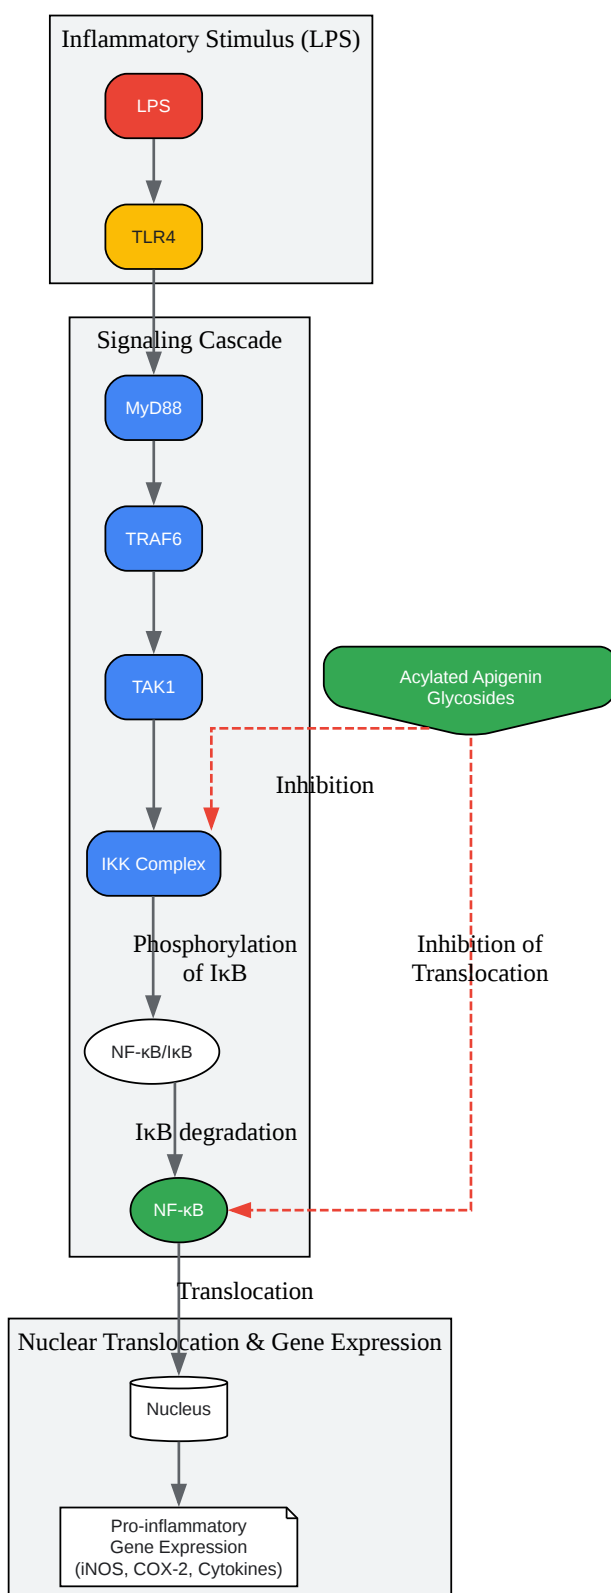 Inflammatory Stimulus (LPS)
LPS
TLR4
Signaling Cascade
MyD88
TRAF6
TAK1
Acylated Apigenin
Glycosides
Inhibition
IKK Complex
Phosphorylation
of IκB
Inhibition of
Translocation
NF-κB/IκB
IκB degradation
NF-κB
Translocation
Nuclear Translocation & Gene Expression
Nucleus
Pro-inflammatory
Gene Expression
(iNOS, COX-2, Cytokines)